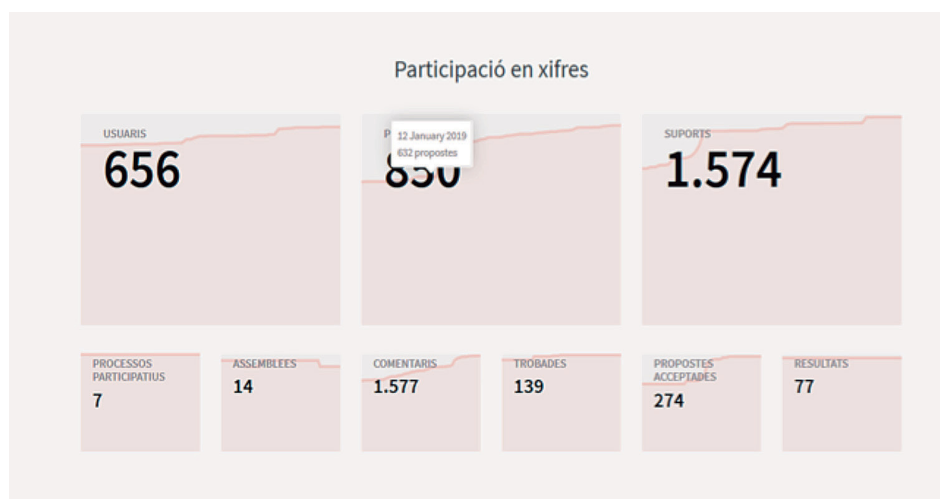 Participació en xifres
USUARIS
656
12 January 2019
632 propostes
850
SUPORTS
1.574
PROCESSOS
PARTICIPATIUS
7
ASSEMBLEES
14
COMENTARIS
1.577
TROBADES
139
PROPOSTES
ACCEPTADES
274
RESULTATS
77